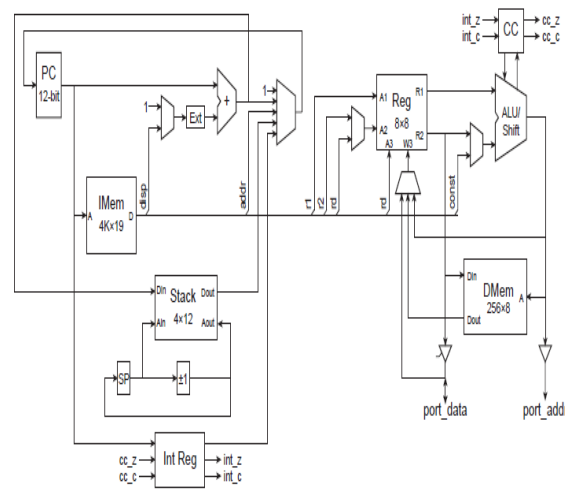 int_z
int_c
CC
cc_z
cc_c
PC
12-bit
1
1
+
Ext
A1
A2
Reg
8×8
R1
R2
A3
W3
ALU/
Shift
IMem
4K×19
A
D
disp
addr
r1
r2
rd
rd
const
Din
Stack
4×12
Dout
Ain
Aout
Din
DMem
256×8
A
Dout
SP
±1
port_data
port_add
cc_z
cc_c
Int Reg
int_z
int_c